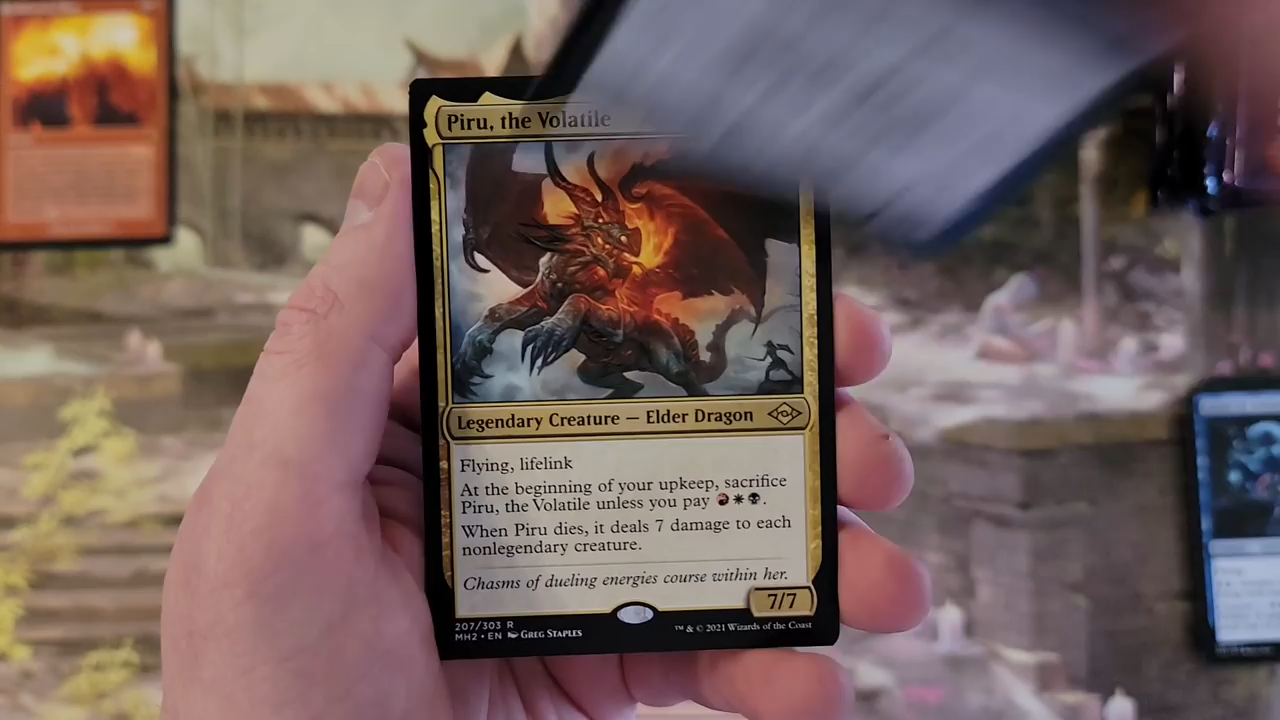 Piru, the Volatile
Legendary Creature — Elder Dragon
Flying, lifelink
At the beginning of your upkeep, sacrifice
Piru, the Volatile unless you pay .
When Piru dies, it deals 7 damage to each
nonlegendary creature.
Chasms of dueling energies course within her.
7/7
207/303 R
MH2 • EN Greg Staples
™ & © 2021 Wizards of the Coast